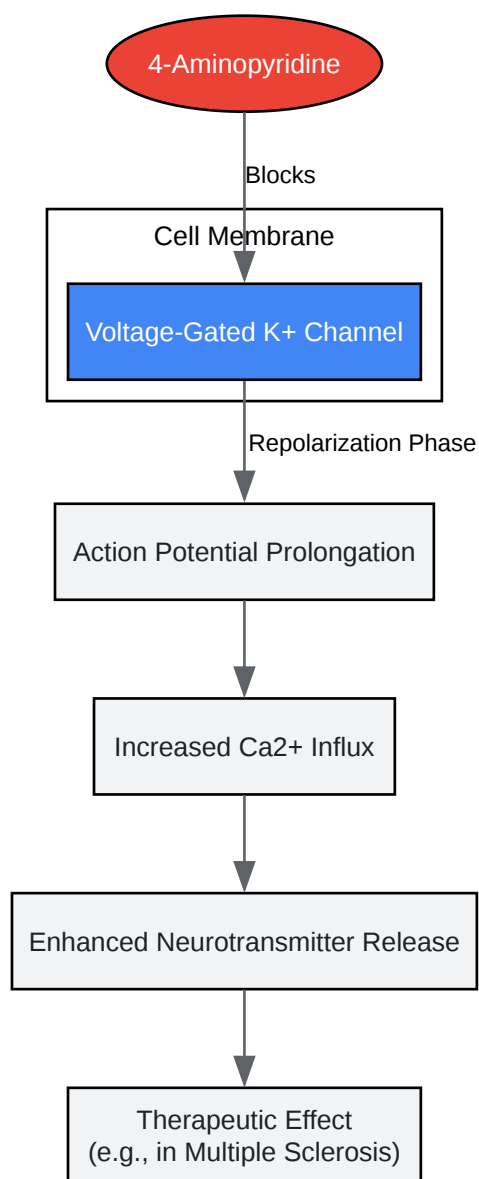 4-Aminopyridine
Blocks
Cell Membrane
Voltage-Gated K+ Channel
Repolarization Phase
Action Potential Prolongation
Increased Ca2+ Influx
Enhanced Neurotransmitter Release
Therapeutic Effect
(e.g., in Multiple Sclerosis)